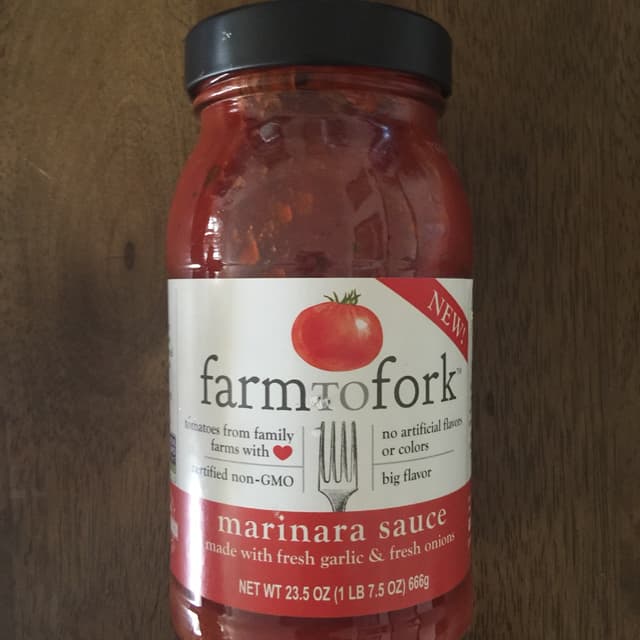 NEW!
farmTOfork™
tomatoes from family
farms with
certified non-GMO
no artificial flavors
or colors
big flavor
marinara sauce
made with fresh garlic & fresh onions
NET WT 23.5 OZ (1 LB 7.5 OZ) 666g